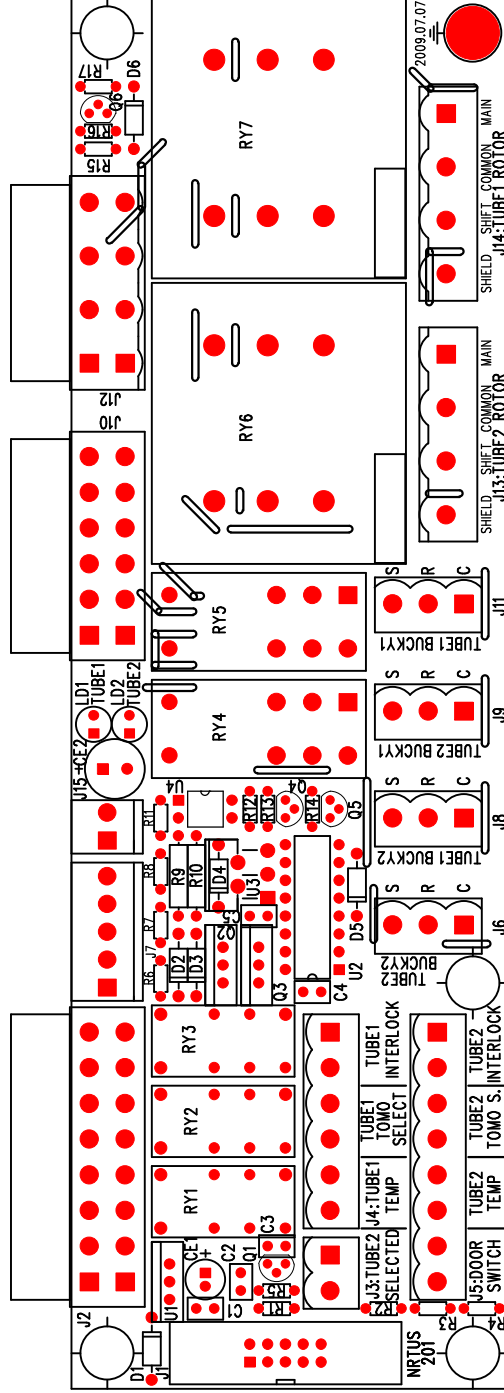 2009.07.07
R17
D6
Q6
R16
R15
RY7
SHIELD SHIFT COMMON MAIN
J14:TUBE1 ROTOR
J12
J10
RY6
SHIELD SHIFT COMMON MAIN
J13:TUBE2 ROTOR
RY5
S R C
TUBE1 BUCKY1
J11
LD1
TUBE1
LD2
TUBE2
J15
+CE2
RY4
S R C
TUBE2 BUCKY1
J9
U4
R11
R12
R13
Q4
R14
Q5
S R C
TUBE1 BUCKY2
J8
R8
R9
R10
D4
U3
C5
D5
R7
J7
R6
D2
D3
Q3
U2
C4
S R C
TUBE2
BUCKY2
J6
RY3
RY2
RY1
TUBE1
INTERLOCK
TUBE1
TOMO
SELECT
J4:TUBE1
TEMP
J3:TUBE2
SELECTED
TUBE2
INTERLOCK
TUBE2
TOMO S.
TUBE2
TEMP
J5:DOOR
SWITCH
CE1
+
C2
Q1
C3
U1
C1
R5
R1
R2
R3
R4
J2
D1
J1
NRTUS
201